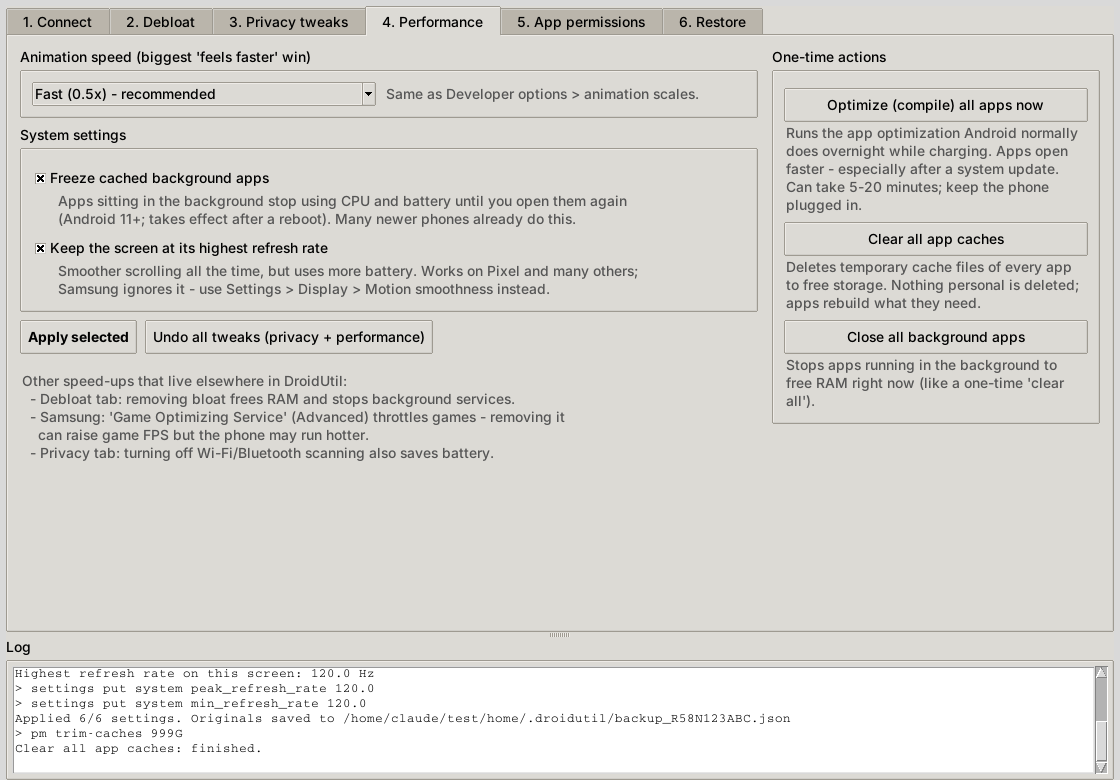 1. Connect
2. Debloat
3. Privacy tweaks
4. Performance
5. App permissions
6. Restore
Animation speed (biggest 'feels faster' win)
Fast (0.5x) - recommended
Same as Developer options > animation scales.
System settings
Freeze cached background apps
Apps sitting in the background stop using CPU and battery until you open them again
(Android 11+; takes effect after a reboot). Many newer phones already do this.
Keep the screen at its highest refresh rate
Smoother scrolling all the time, but uses more battery. Works on Pixel and many others;
Samsung ignores it - use Settings > Display > Motion smoothness instead.
Apply selected
Undo all tweaks (privacy + performance)
Other speed-ups that live elsewhere in DroidUtil:
- Debloat tab: removing bloat frees RAM and stops background services.
- Samsung: 'Game Optimizing Service' (Advanced) throttles games - removing it
can raise game FPS but the phone may run hotter.
- Privacy tab: turning off Wi-Fi/Bluetooth scanning also saves battery.
One-time actions
Optimize (compile) all apps now
Runs the app optimization Android normally
does overnight while charging. Apps open
faster - especially after a system update.
Can take 5-20 minutes; keep the phone
plugged in.
Clear all app caches
Deletes temporary cache files of every app
to free storage. Nothing personal is deleted;
apps rebuild what they need.
Close all background apps
Stops apps running in the background to
free RAM right now (like a one-time 'clear
all').
Log
Highest refresh rate on this screen: 120.0 Hz
> settings put system peak_refresh_rate 120.0
> settings put system min_refresh_rate 120.0
Applied 6/6 settings. Originals saved to /home/claude/test/home/.droidutil/backup_R58N123ABC.json
> pm trim-caches 999G
Clear all app caches: finished.